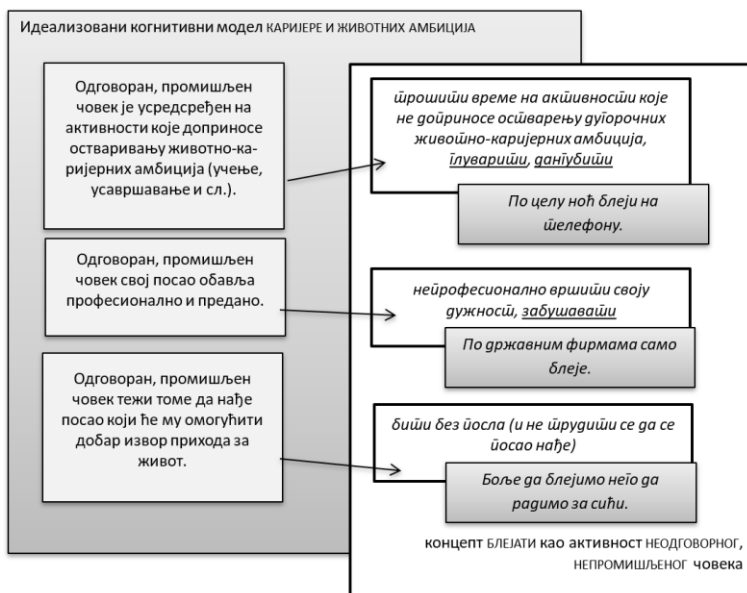 Идеализовани когнитивни модел КАРИЈЕРЕ И ЖИВОТНИХ АМБИЦИЈА
Одговоран, промишљен
човек је усредсређен на
активности које доприносе
остваривању животно-ка-
ријерних амбиција (учење,
усавршавање и сл.).
трошити време на активности које
не доприносе остварењу дугорочних
животно-каријерних амбиција,
глуварити, дангубити
По целу ноћ блеји на
телефону.
Одговоран, промишљен
човек свој посао обавља
професионално и предано.
непрофесионално вршити своју
дужност, забушавати
По државним фирмама само
блеје.
Одговоран, промишљен
човек тежи томе да нађе
посао који ће му омогућити
добар извор прихода за
живот.
бити без посла (и не трудити се да се
посао нађе)
Боље да блејимо него да
радимо за сићи.
концепт БЛЕЈАТИ као активност НЕОДГОВОРНОГ,
НЕПРОМИШЉЕНОГ човека